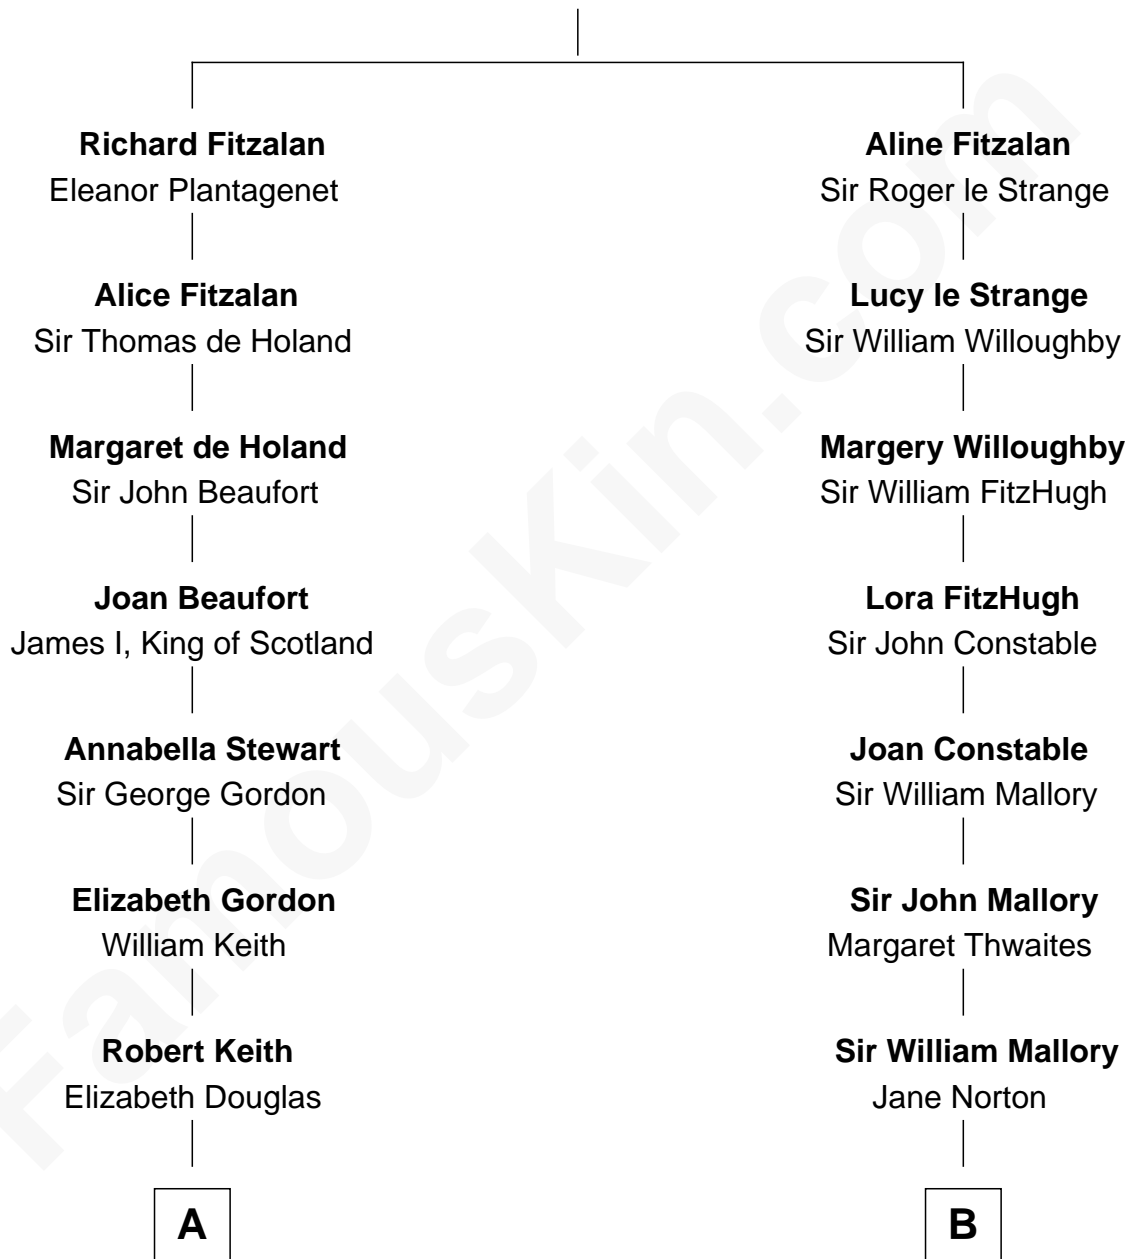 Richard Fitzalan
Eleanor Plantagenet
Alice Fitzalan
Sir Thomas de Holand
Margaret de Holand
Sir John Beaufort
Joan Beaufort
James I, King of Scotland
Annabella Stewart
Sir George Gordon
Elizabeth Gordon
William Keith
Robert Keith
Elizabeth Douglas
A
Aline Fitzalan
Sir Roger le Strange
Lucy le Strange
Sir William Willoughby
Margery Willoughby
Sir William FitzHugh
Lora FitzHugh
Sir John Constable
Joan Constable
Sir William Mallory
Sir John Mallory
Margaret Thwaites
Sir William Mallory
Jane Norton
B
FamousKin.com